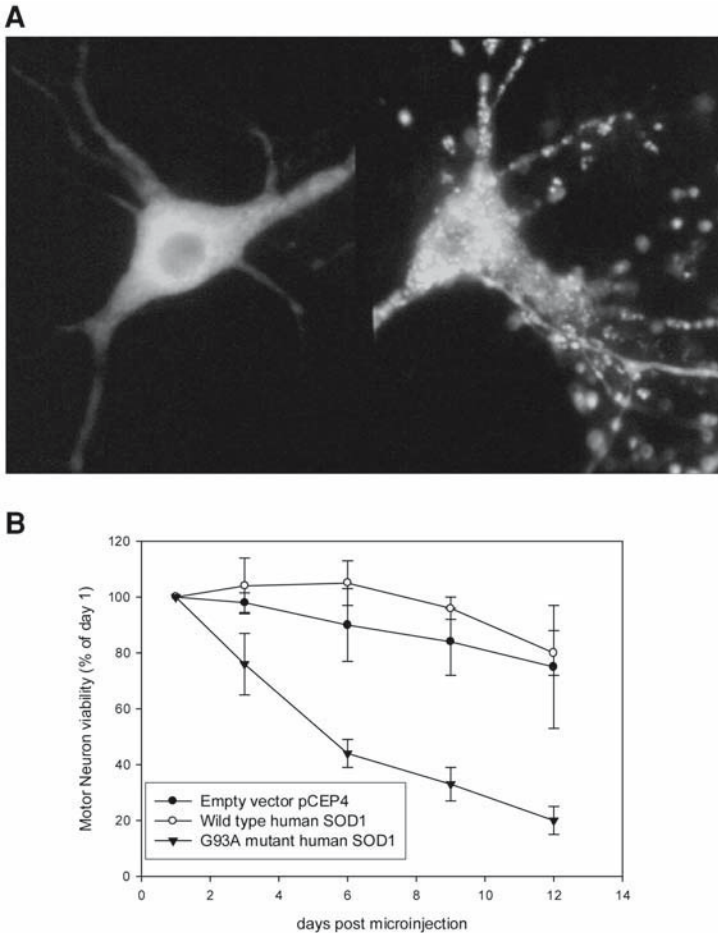 A
B
120
100
80
60
40
20
0
Motor Neuron viability (% of day 1)
Empty vector pCEP4
Wild type human SOD1
G93A mutant human SOD1
0 2 4 6 8 10 12 14
days post microinjection